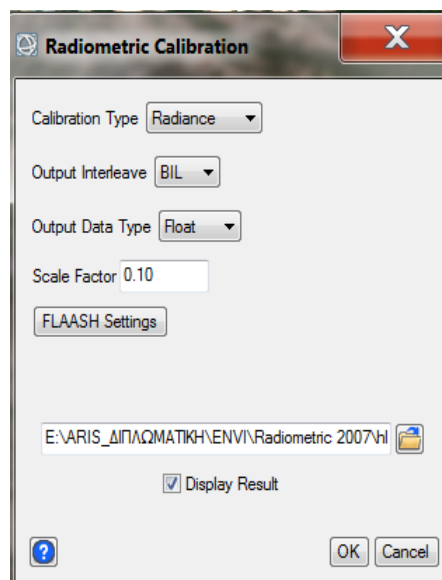 Radiometric Calibration
Calibration Type Radiance
Output Interleave BIL
Output Data Type Float
Scale Factor 0.10
FLAASH Settings
E:\ARIS_ΔΙΠΛΩΜΑΤΙΚΗ\ENVI\Radiometric 2007\hl
Display Result
? OK Cancel